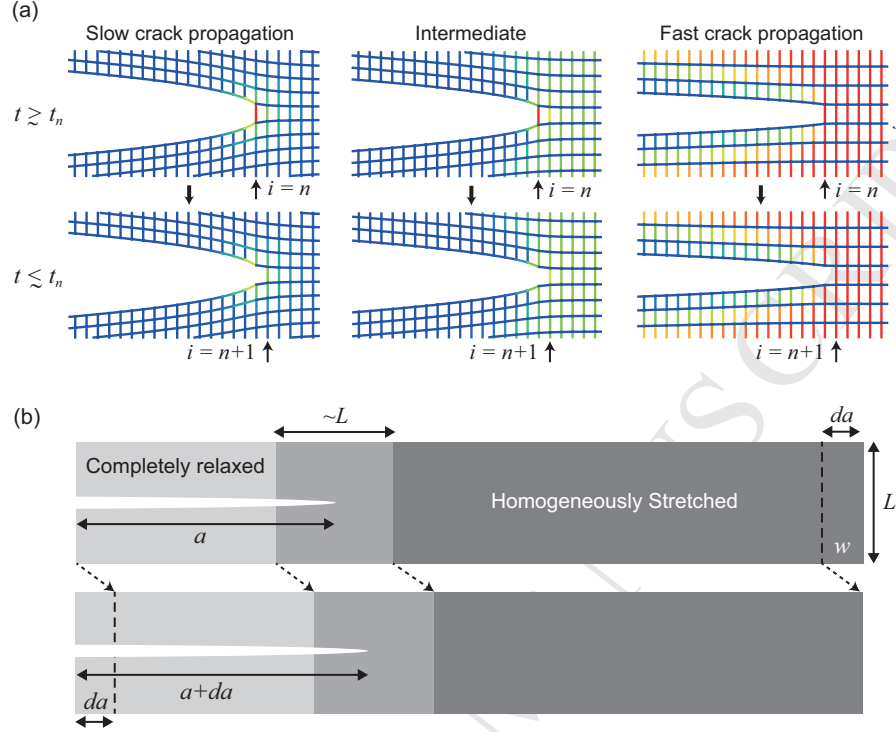 (a)
Slow crack propagation Intermediate Fast crack propagation
t ≳ tₙ
i = n i = n i = n
t ≲ tₙ
i = n+1 i = n+1 i = n+1
(b)
~L da
Completely relaxed
Homogeneously Stretched
L
a
w
a+da
da